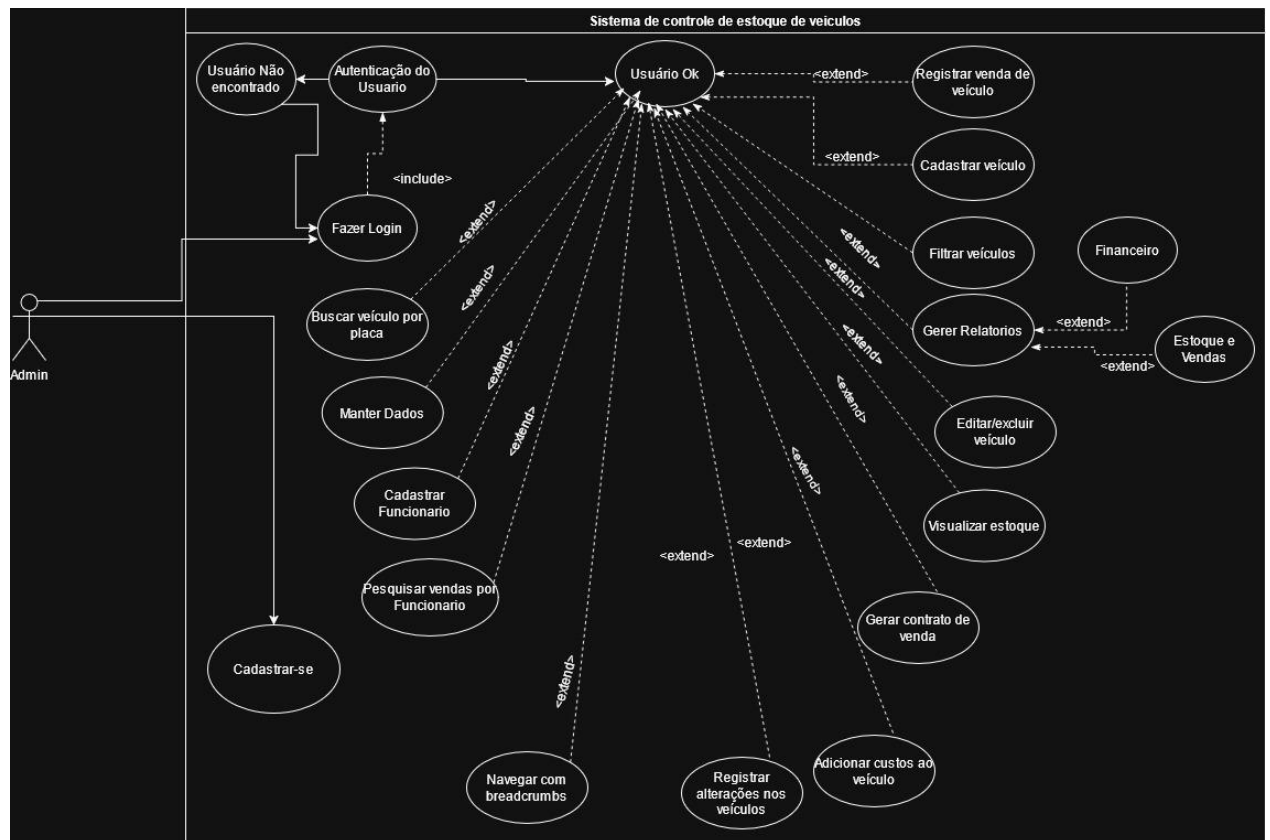 Sistema de controle de estoque de veiculos
Usuário Não
encontrado
Autenticação do
Usuario
Usuário Ok
<extend>
Registrar venda de
veículo
<extend>
Cadastrar veículo
<include>
Fazer Login
<extend>
<extend>
Filtrar veículos
Financeiro
<extend>
<extend>
Buscar veículo por
placa
Gerer Relatorios
<extend>
Estoque e
Vendas
<extend>
<extend>
<extend>
Admin
Manter Dados
<extend>
<extend>
Editar/excluir
veículo
<extend>
Cadastrar
Funcionario
Visualizar estoque
<extend>
<extend>
Pesquisar vendas por
Funcionario
Gerar contrato de
venda
Cadastrar-se
<extend>
Navegar com
breadcrumbs
Registrar
alterações nos
veículos
Adicionar custos ao
veículo